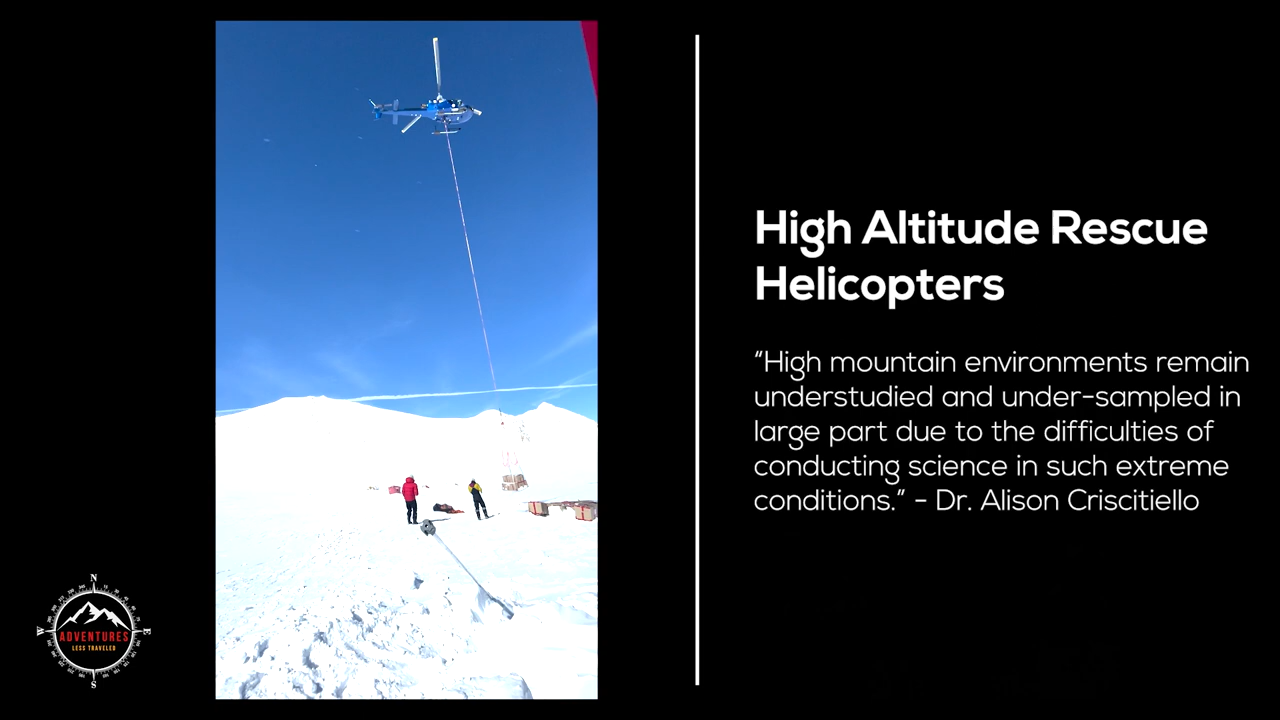 High Altitude Rescue
Helicopters
“High mountain environments remain
understudied and under-sampled in
large part due to the difficulties of
conducting science in such extreme
conditions.” - Dr. Alison Criscitiello
N
W
E
ADVENTURES
LESS TRAVELED
S